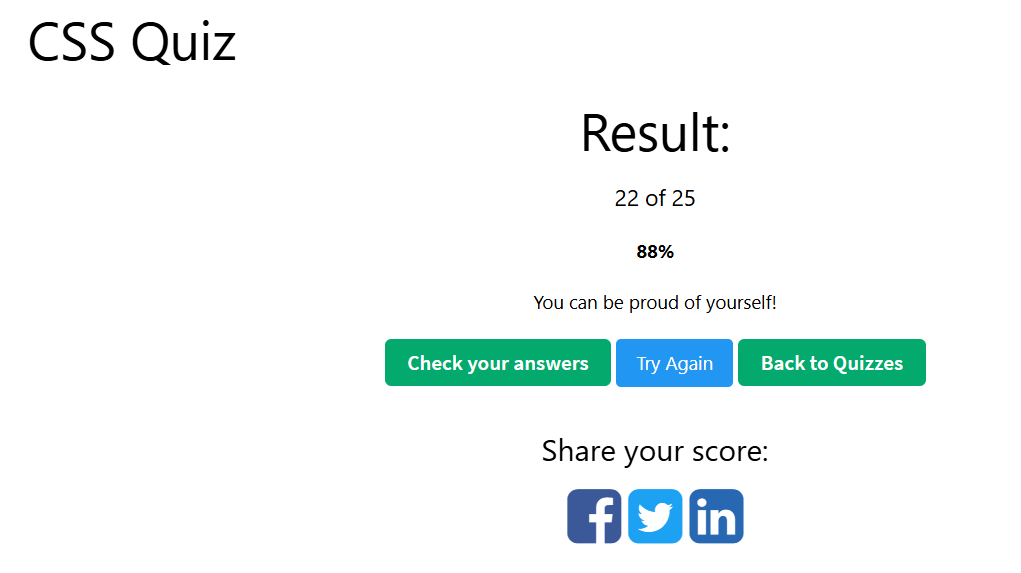 CSS Quiz
Result:
22 of 25
88%
You can be proud of yourself!
Check your answers Try Again Back to Quizzes
Share your score:
f in